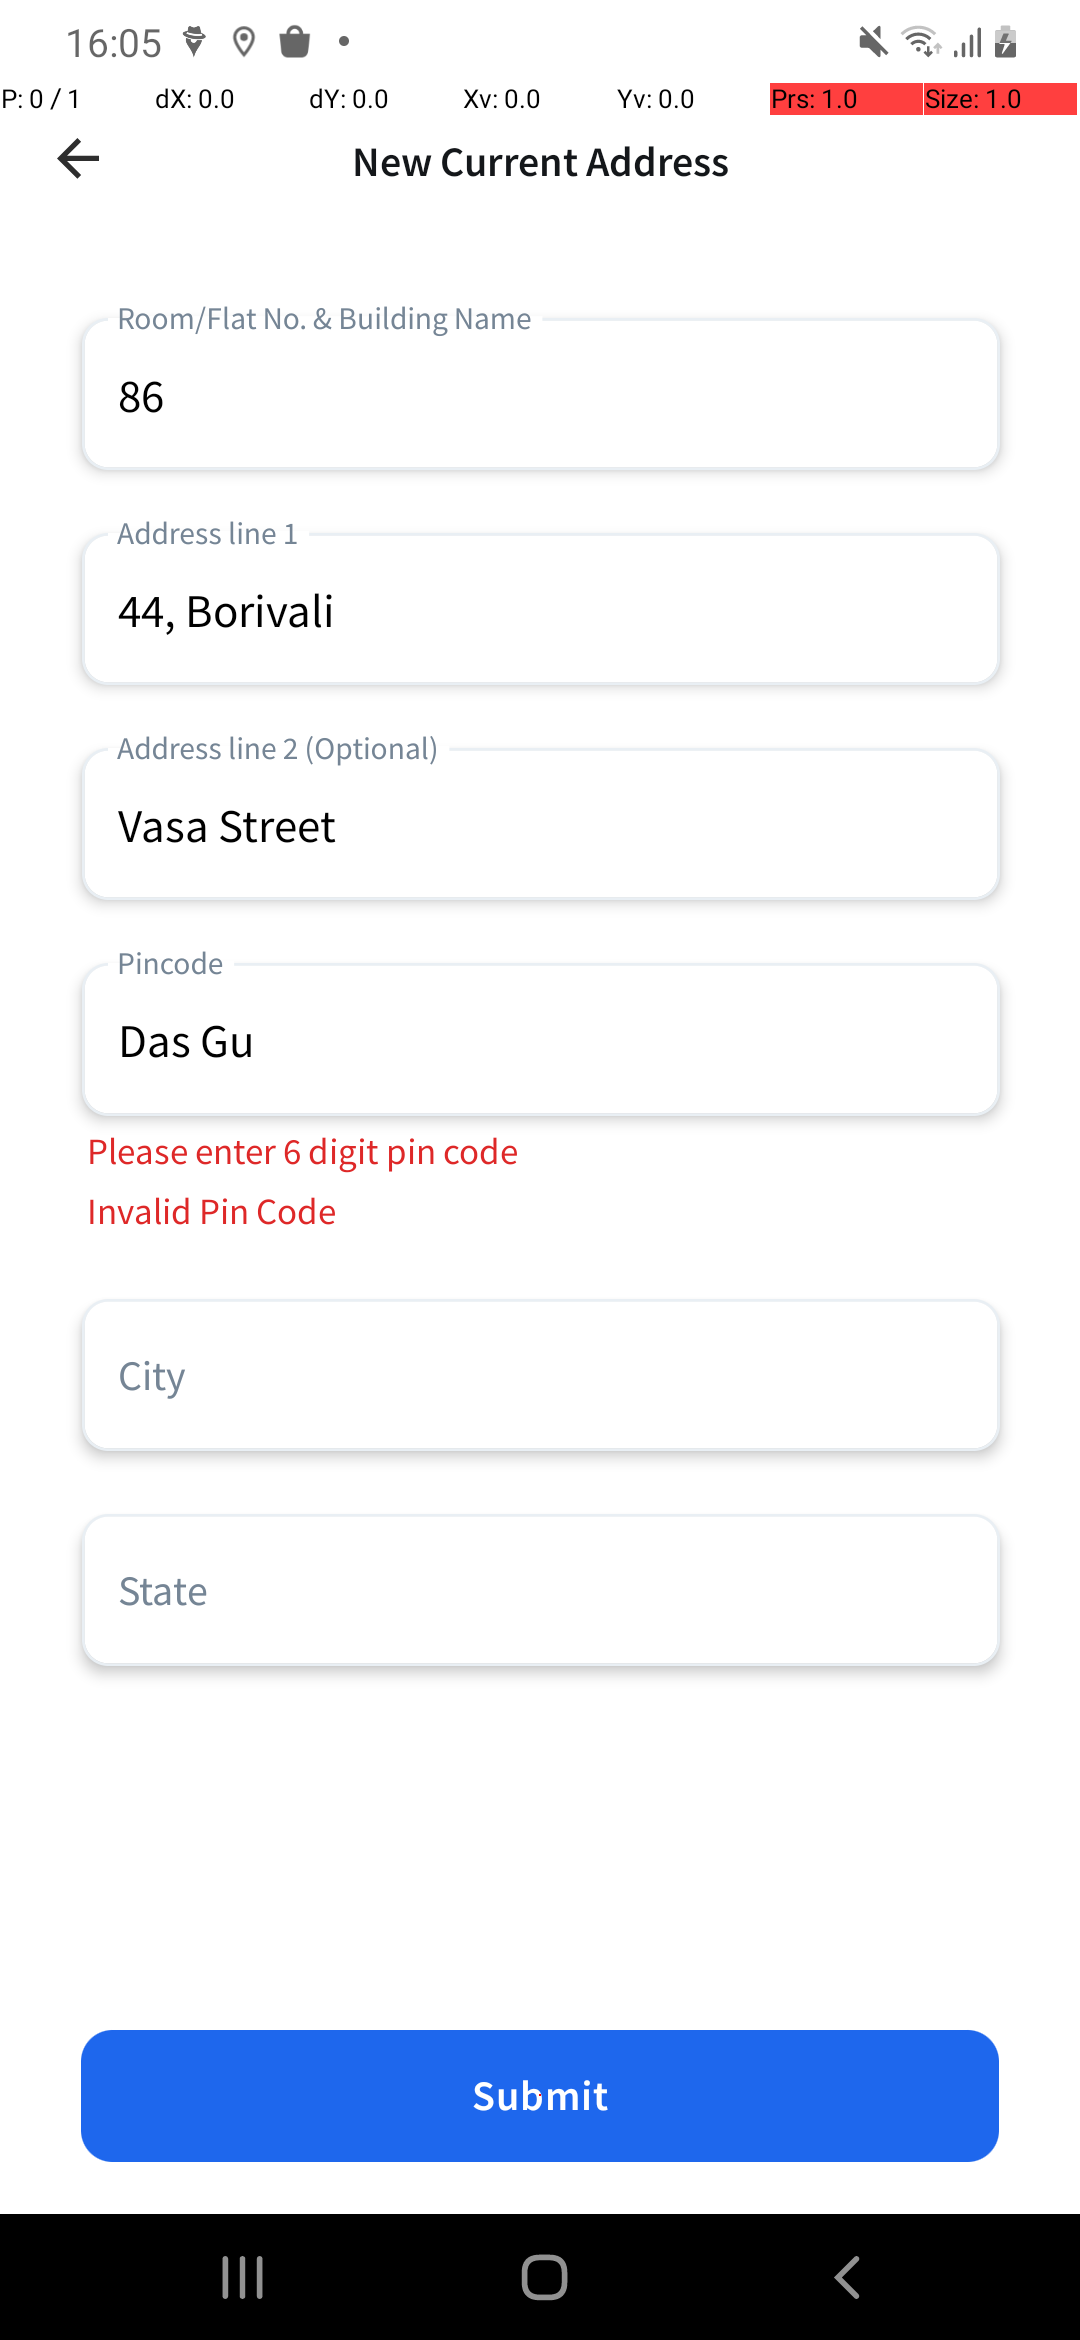 16:05
P: 0 / 1 dX: 0.0 dY: 0.0 Xv: 0.0 Yv: 0.0 Prs: 1.0 Size: 1.0
New Current Address
Room/Flat No. & Building Name
86
Address line 1
44, Borivali
Address line 2 (Optional)
Vasa Street
Pincode
Das Gu
Please enter 6 digit pin code
Invalid Pin Code
City
State
Submit